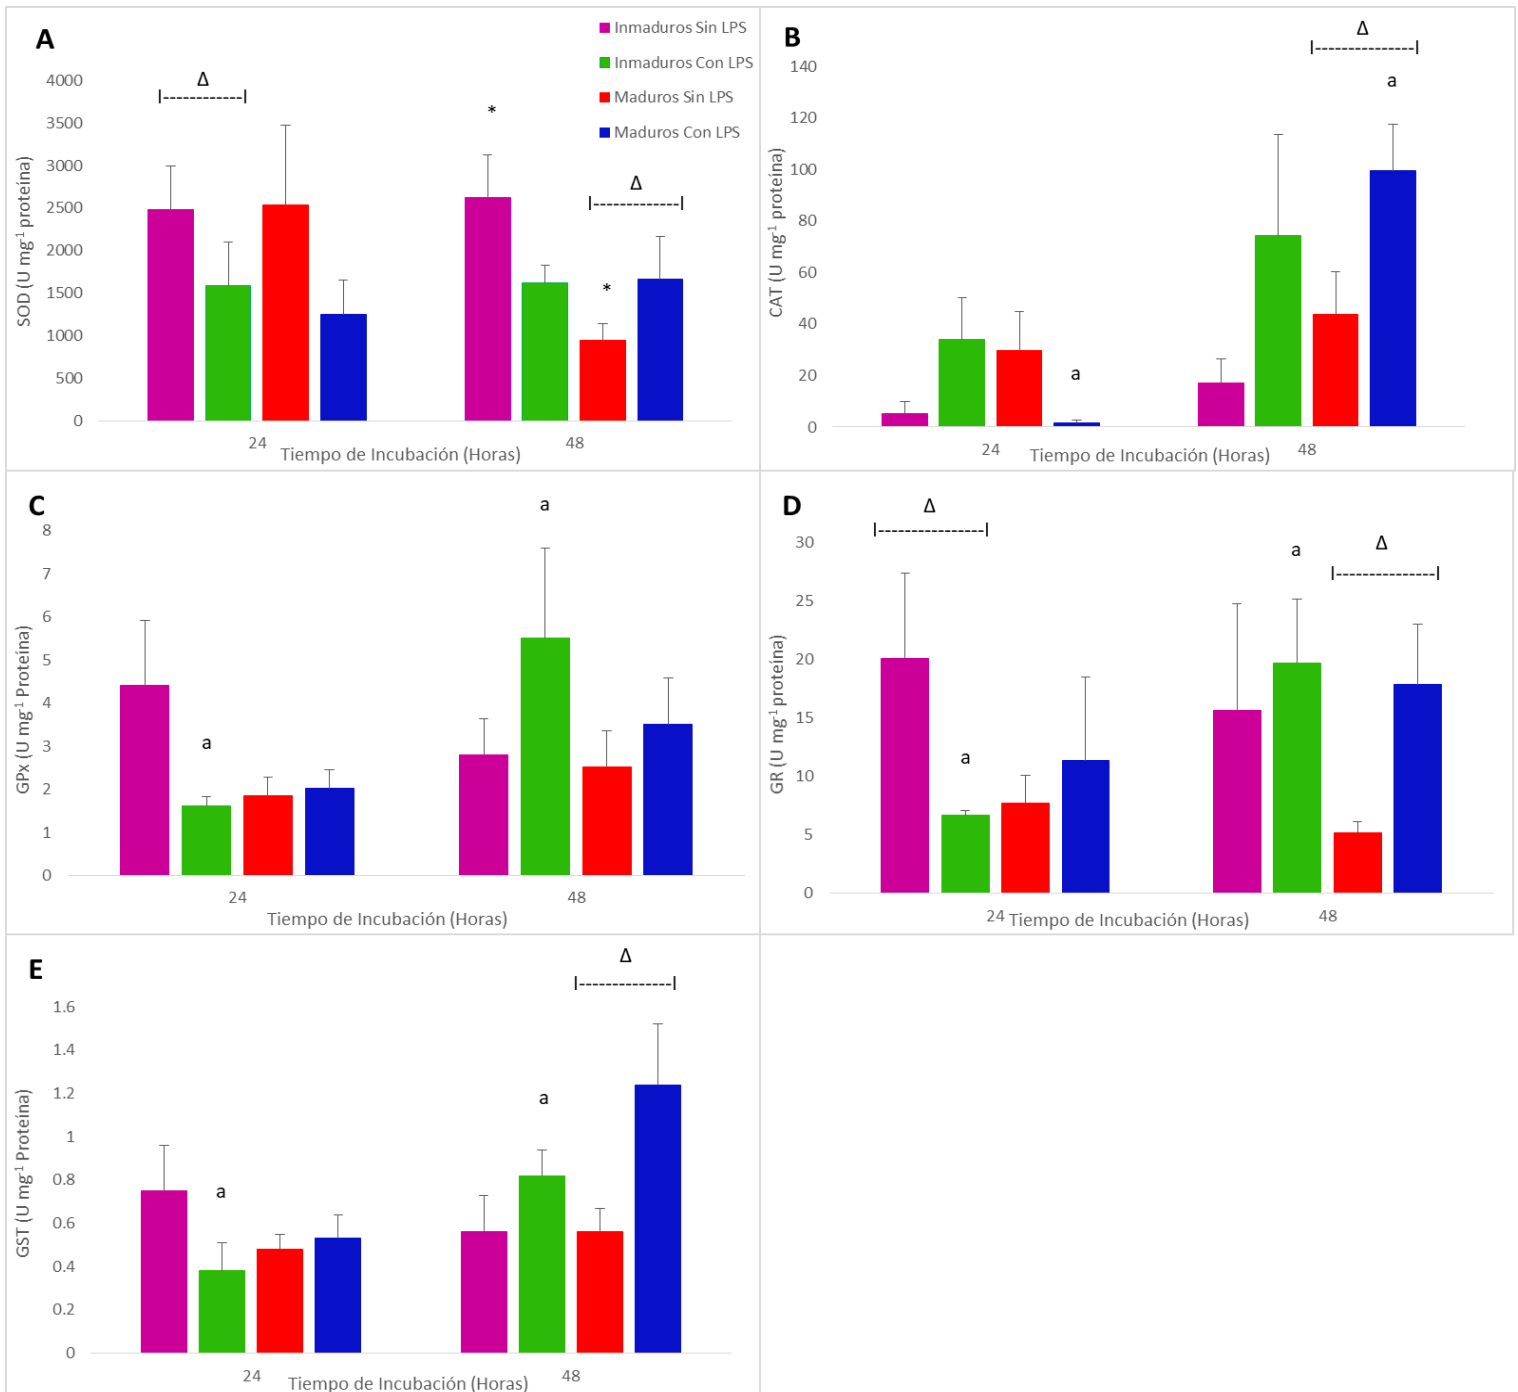 A
Inmaduros Sin LPS
Inmaduros Con LPS
Maduros Sin LPS
Maduros Con LPS
4000
3500
3000
2500
2000
1500
1000
500
0
SOD (U mg-1 proteína)
Δ
|------------|
*
Δ
|--------------|
*
24
48
Tiempo de Incubación (Horas)
B
Δ
|----------------|
a
140
120
100
80
60
40
20
0
CAT (U mg-1 proteína)
a
24
48
Tiempo de Incubación (Horas)
C
a
8
7
6
5
4
3
2
1
0
GPx (U mg-1 Proteína)
a
24
48
Tiempo de Incubación (Horas)
D
Δ
|-----------------|
a
Δ
|----------------|
30
25
20
15
10
5
0
GR (U mg-1 proteína)
a
24
48
Tiempo de Incubación (Horas)
E
Δ
|--------------|
1.6
1.4
1.2
1
0.8
0.6
0.4
0.2
0
GST (U mg-1 Proteína)
a
a
24
48
Tiempo de Incubación (Horas)